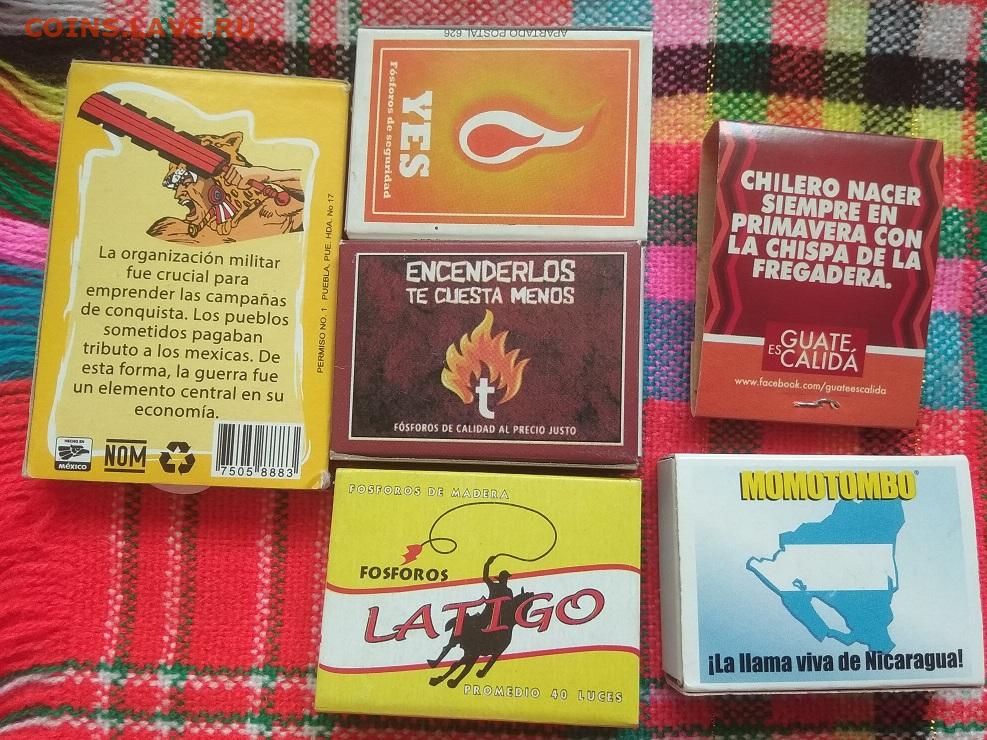 COINS.LAVE.RU
La organización militar
fue crucial para
emprender las campañas
de conquista. Los pueblos
sometidos pagaban
tributo a los mexicas. De
esta forma, la guerra fue
un elemento central en su
economía.
HECHO EN
MÉXICO
NOM
7505 8883
PERMISO NO. 1 PUEBLA, PUE. HDA. No 17
APARTADO POSTAL 626
YES
Fósforos de seguridad
ENCENDERLOS
TE CUESTA MENOS
t
FÓSFOROS DE CALIDAD AL PRECIO JUSTO
FOSFOROS DE MADERA
FOSFOROS
LATIGO
PROMEDIO 40 LUCES
CHILERO NACER
SIEMPRE EN
PRIMAVERA CON
LA CHISPA DE LA
FREGADERA.
GUATE,
ES CALIDÁ
www.facebook.com/guateescalida
MOMOTOMBO®
¡La llama viva de Nicaragua!